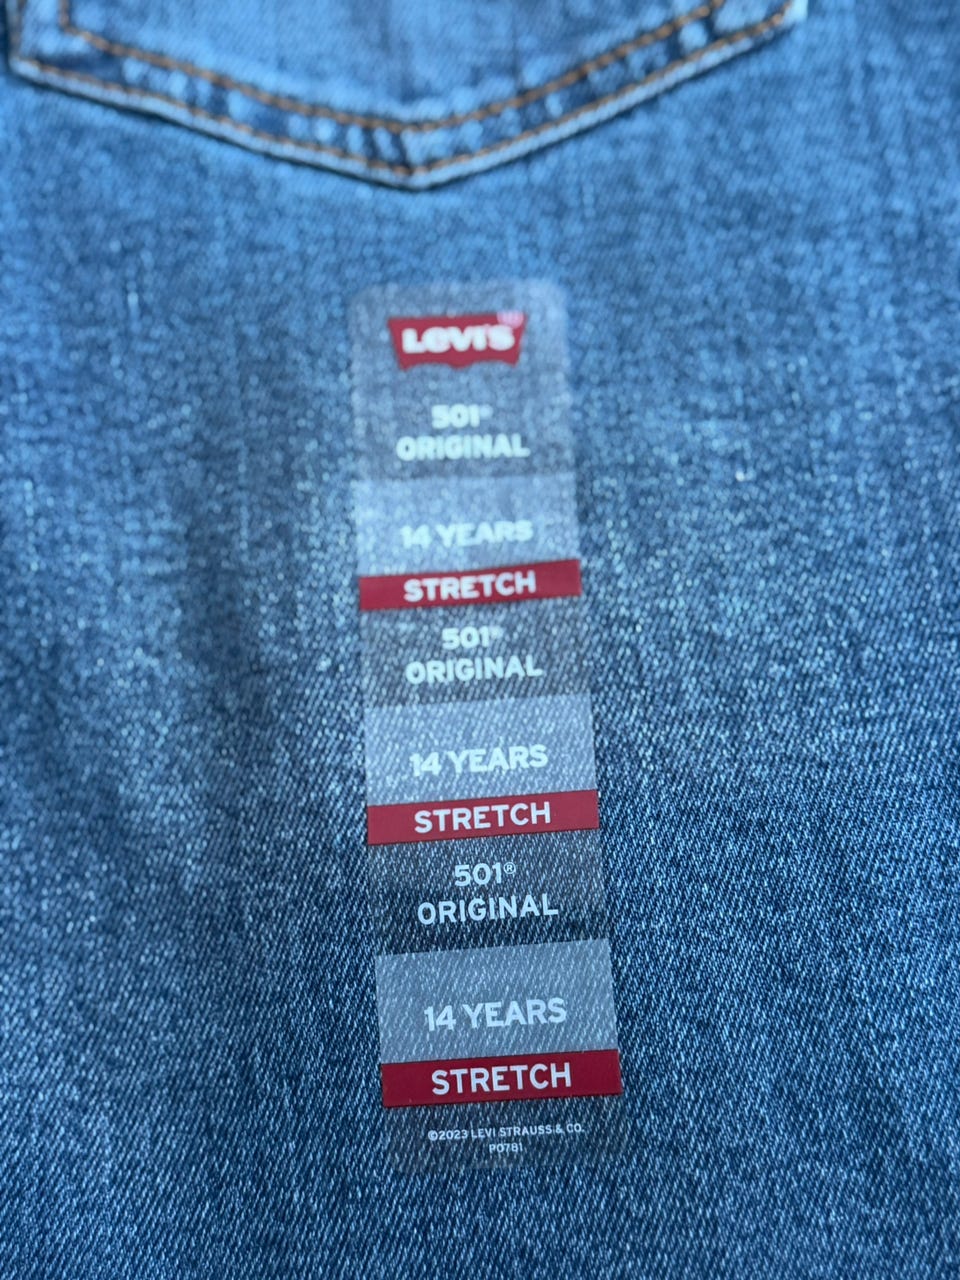 Levi's
501®
ORIGINAL
14 YEARS
STRETCH
501®
ORIGINAL
14 YEARS
STRETCH
501®
ORIGINAL
14 YEARS
STRETCH
©2023 LEVI STRAUSS & CO.
P0781